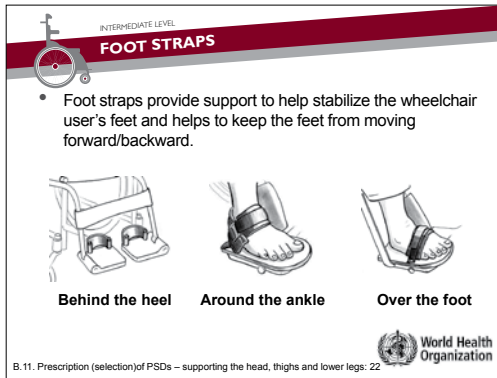 INTERMEDIATE LEVEL
FOOT STRAPS
• Foot straps provide support to help stabilize the wheelchair
user's feet and helps to keep the feet from moving
forward/backward.
Behind the heel Around the ankle Over the foot
World Health
Organization
B.11. Prescription (selection)of PSDs – supporting the head, thighs and lower legs: 22